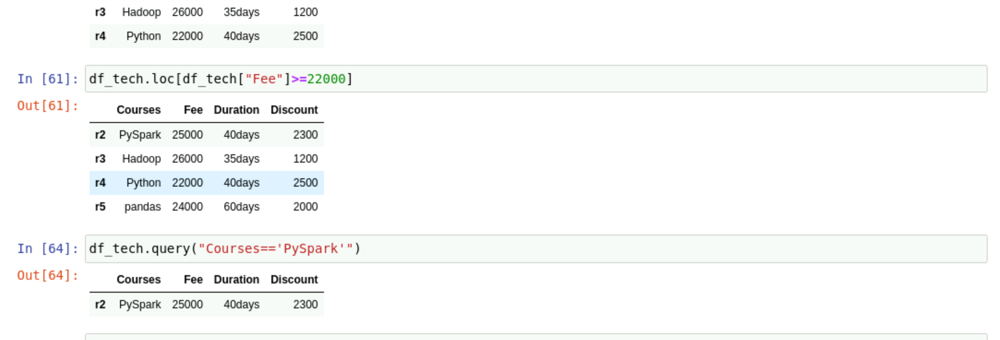 r3 Hadoop 26000 35days 1200
r4 Python 22000 40days 2500
In [61]: df_tech.loc[df_tech["Fee"]>=22000]
Out[61]:
Courses Fee Duration Discount
r2 PySpark 25000 40days 2300
r3 Hadoop 26000 35days 1200
r4 Python 22000 40days 2500
r5 pandas 24000 60days 2000
In [64]: df_tech.query("Courses=='PySpark'")
Out[64]:
Courses Fee Duration Discount
r2 PySpark 25000 40days 2300